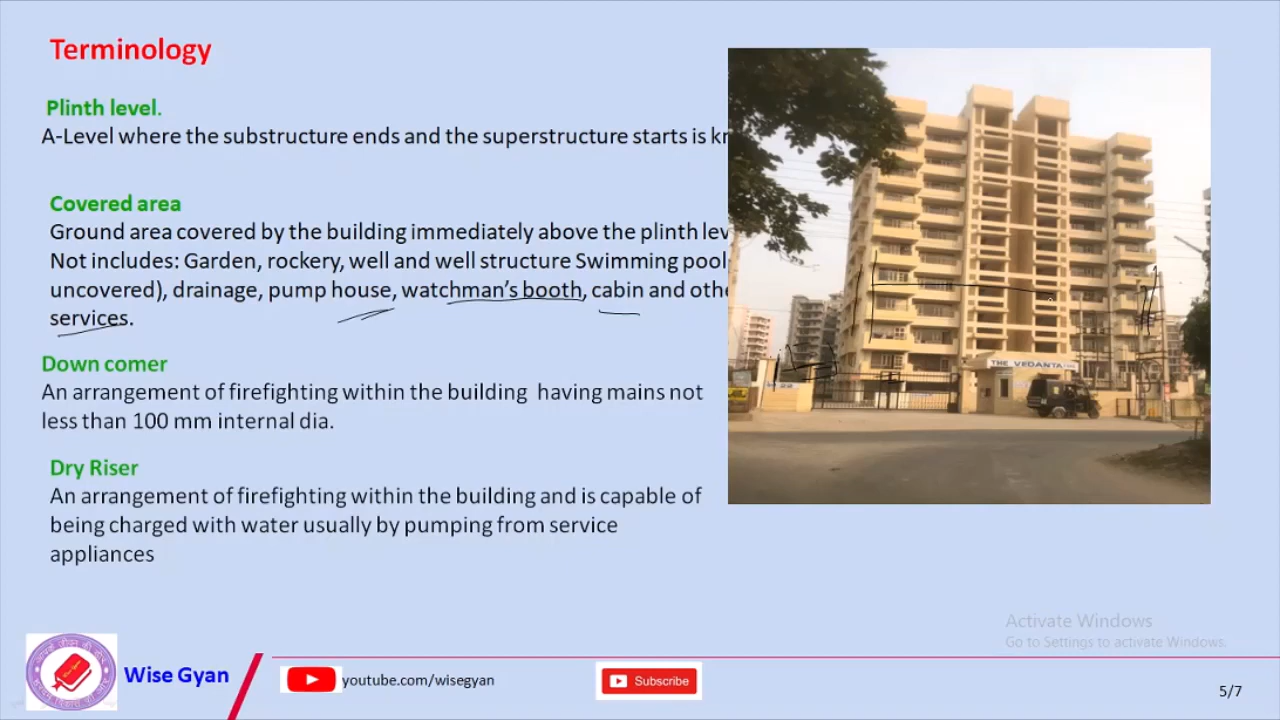 Terminology
Plinth level.
A-Level where the substructure ends and the superstructure starts is
Covered area
Ground area covered by the building immediately above the plinth
Not includes: Garden, rockery, well and well structure Swimming pool
uncovered), drainage, pump house, watchman's booth, cabin and
services.
Down comer
An arrangement of firefighting within the building having mains not
less than 100 mm internal dia.
Dry Riser
An arrangement of firefighting within the building and is capable of
being charged with water usually by pumping from service
appliances
THE VEDANTA
Activate Windows
Go to Settings to activate Windows.
Wise Gyan
youtube.com/wisegyan
Subscribe
5/7